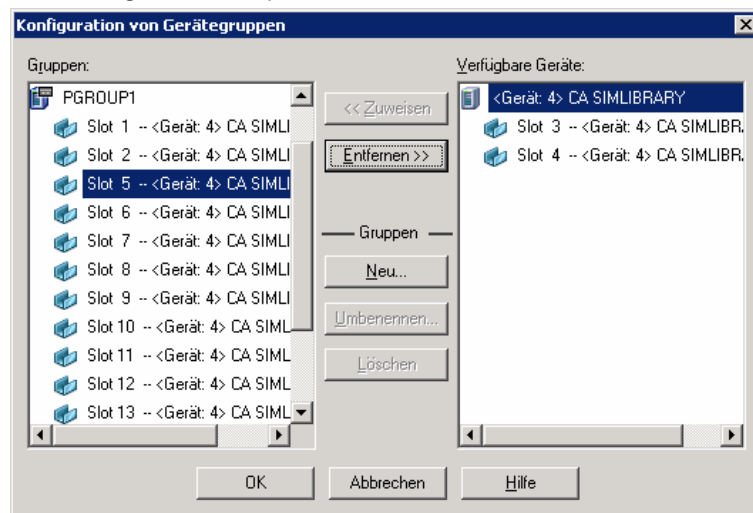 Konfiguration von Gerätegruppen
Gruppen:
PGROUP1
Slot 1 -- <Gerät: 4> CA SIMLI
Slot 2 -- <Gerät: 4> CA SIMLI
Slot 5 -- <Gerät: 4> CA SIMLI
Slot 6 -- <Gerät: 4> CA SIMLI
Slot 7 -- <Gerät: 4> CA SIMLI
Slot 8 -- <Gerät: 4> CA SIMLI
Slot 9 -- <Gerät: 4> CA SIMLI
Slot 10 -- <Gerät: 4> CA SIML
Slot 11 -- <Gerät: 4> CA SIML
Slot 12 -- <Gerät: 4> CA SIML
Slot 13 -- <Gerät: 4> CA SIML
<< Zuweisen
Entfernen >>
Gruppen
Neu...
Umbenennen...
Löschen
Verfügbare Geräte:
<Gerät: 4> CA SIMLIBRARY
Slot 3 -- <Gerät: 4> CA SIMLIBR
Slot 4 -- <Gerät: 4> CA SIMLIBR
OK
Abbrechen
Hilfe